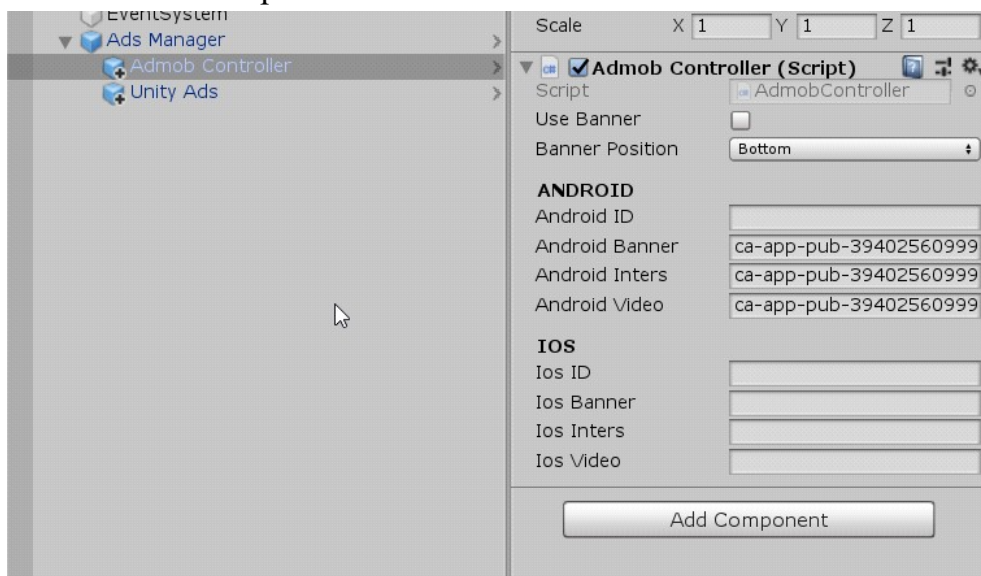 EventSystem
Ads Manager
Admob Controller
Unity Ads
Scale X 1 Y 1 Z 1
Admob Controller (Script)
Script AdmobController
Use Banner
Banner Position Bottom
ANDROID
Android ID
Android Banner ca-app-pub-39402560999
Android Inters ca-app-pub-39402560999
Android Video ca-app-pub-39402560999
IOS
Ios ID
Ios Banner
Ios Inters
Ios Video
Add Component